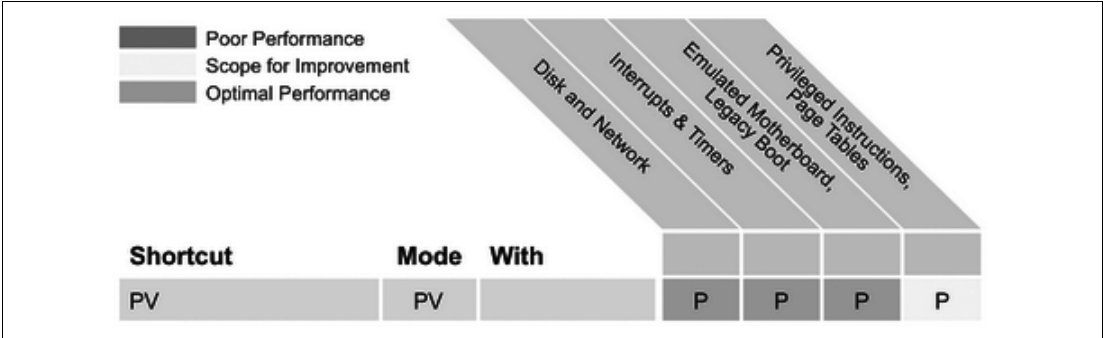 Poor Performance
Scope for Improvement
Optimal Performance
Disk and Network
Interrupts & Timers
Emulated Motherboard,
Legacy Boot
Privileged Instructions,
Page Tables
Shortcut Mode With
PV PV P P P P